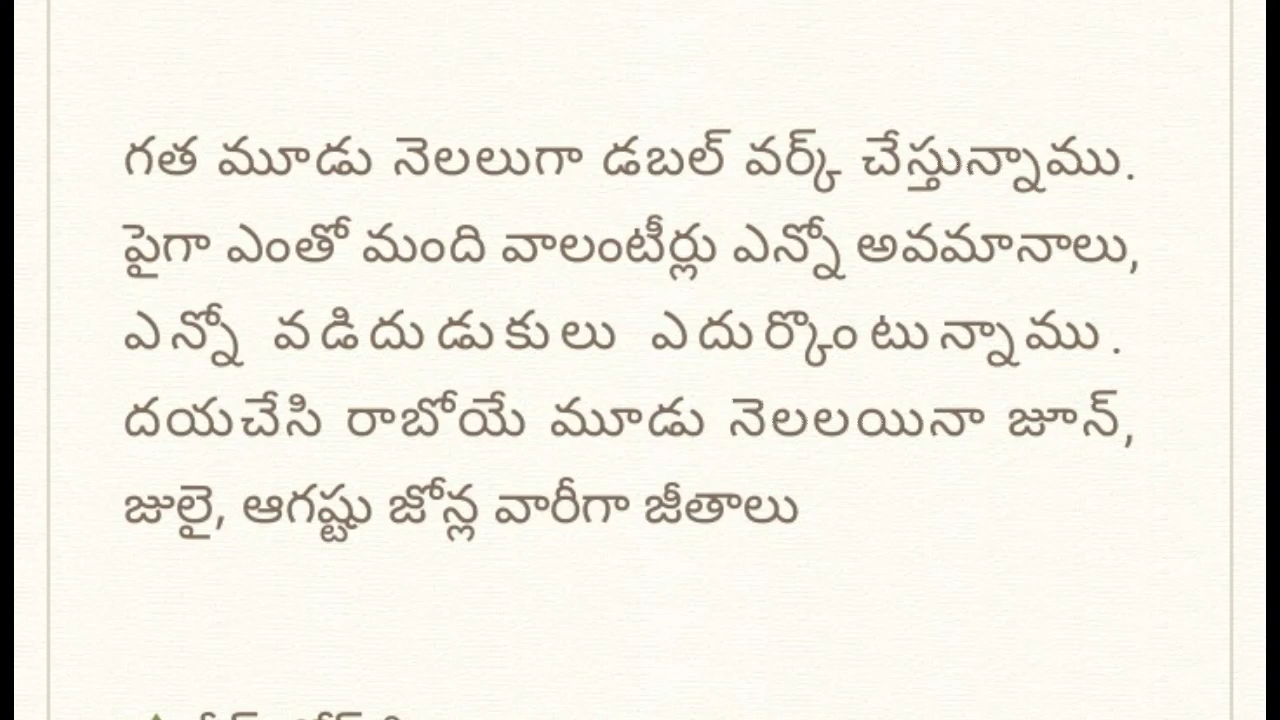 గత మూడు నెలలుగా డబల్ వర్క్ చేస్తున్నాము.
పైగా ఎంతో మంది వాలంటీర్లు ఎన్నో అవమానాలు,
ఎన్నో వడిదుడుకులు ఎదుర్కొంటున్నాము.
దయచేసి రాబోయే మూడు నెలలయినా జూన్,
జులై, ఆగష్టు జోన్ల వారీగా జీతాలు